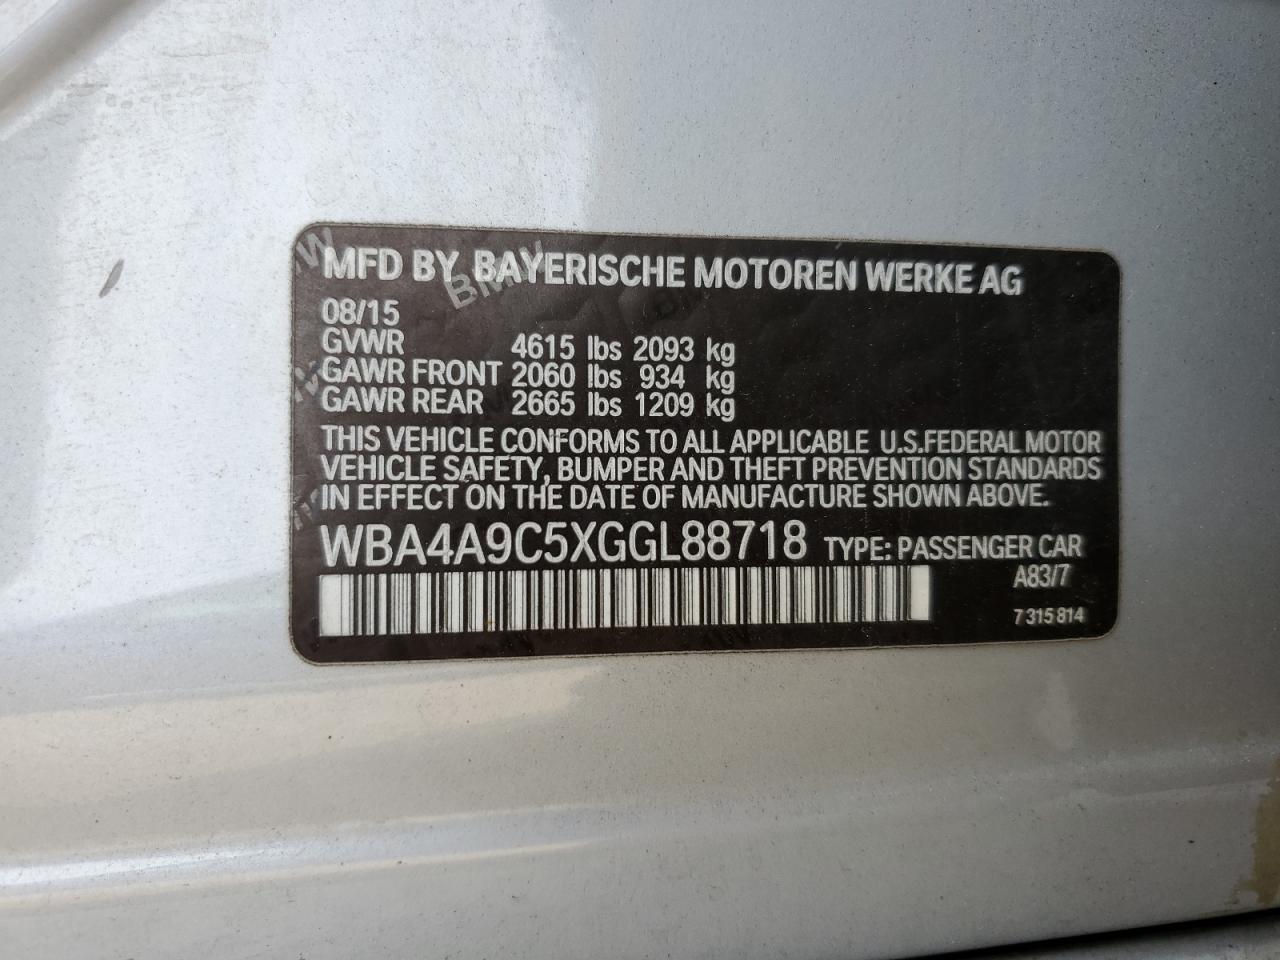 MFD BY BAYERISCHE MOTOREN WERKE AG
08/15
GVWR 4615 lbs 2093 kg
GAWR FRONT 2060 lbs 934 kg
GAWR REAR 2665 lbs 1209 kg
THIS VEHICLE CONFORMS TO ALL APPLICABLE U.S.FEDERAL MOTOR
VEHICLE SAFETY, BUMPER AND THEFT PREVENTION STANDARDS
IN EFFECT ON THE DATE OF MANUFACTURE SHOWN ABOVE.
WBA4A9C5XGGL88718 TYPE: PASSENGER CAR
A83/7
7 315 814